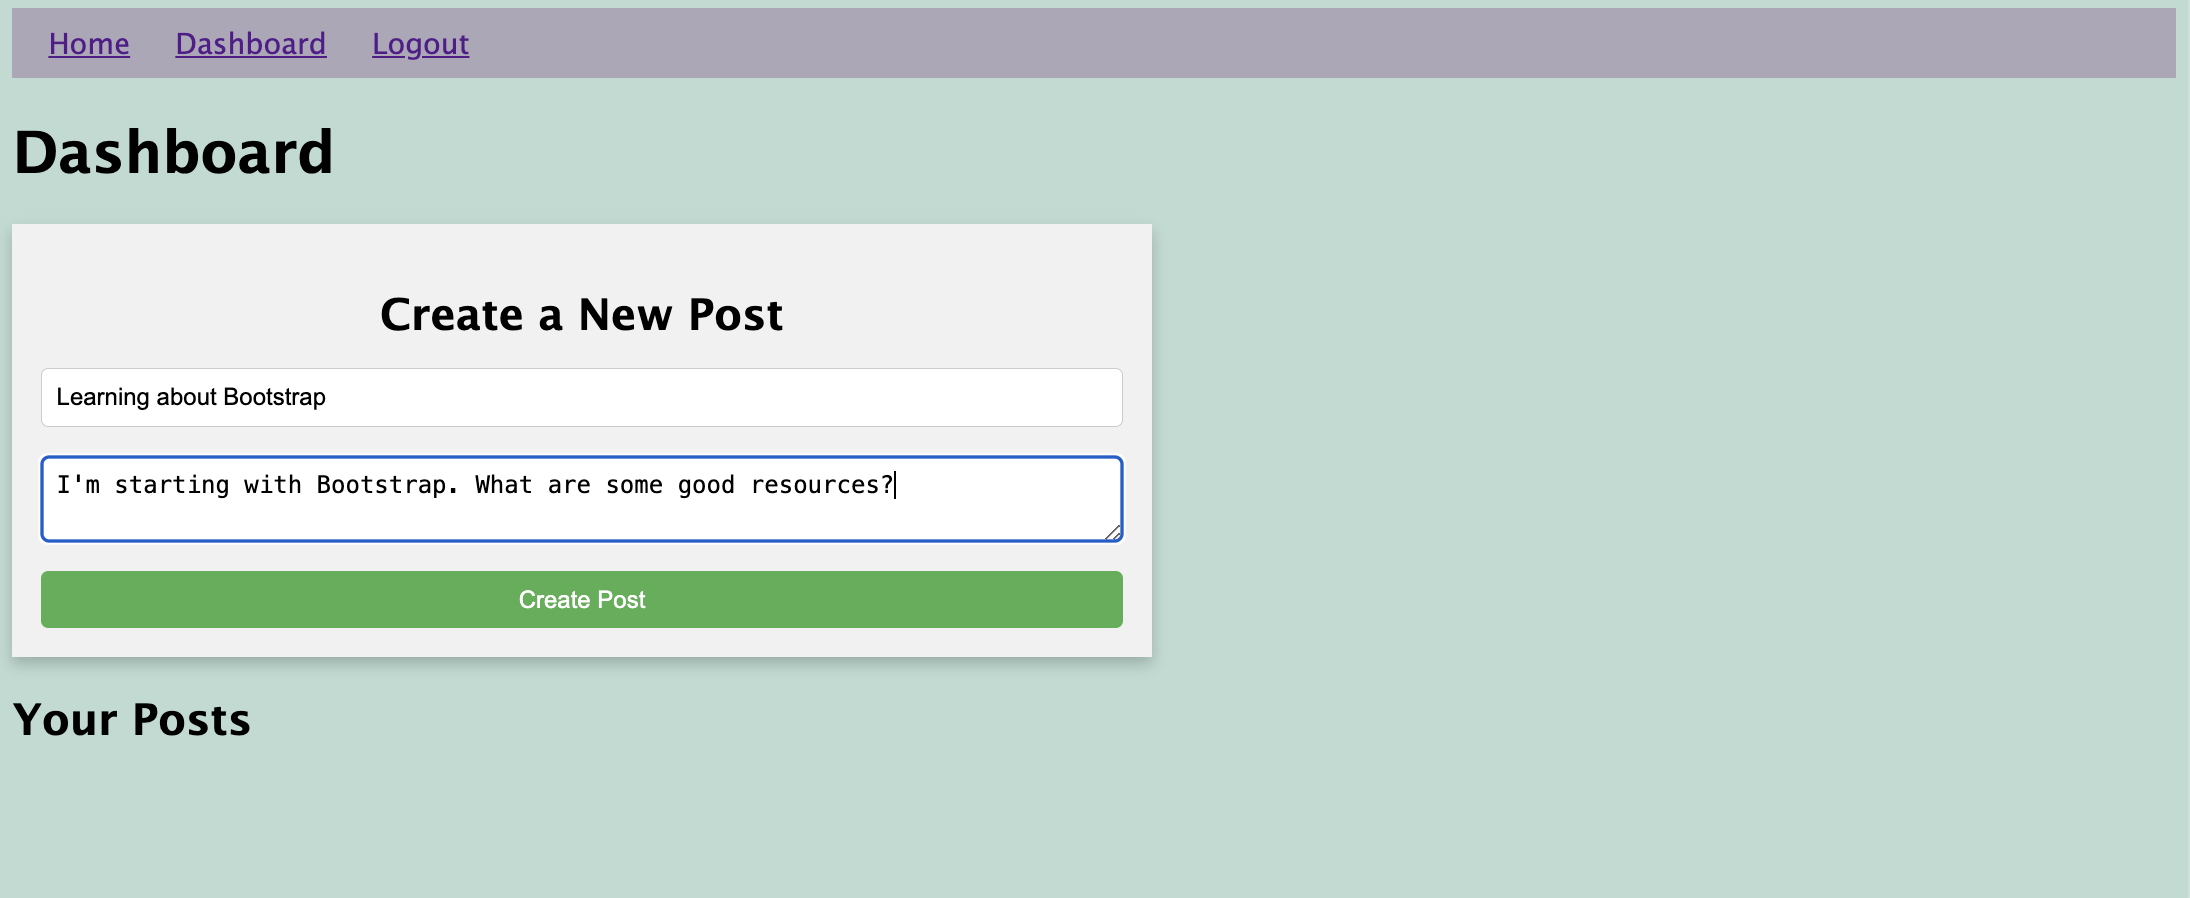 Home Dashboard Logout
Dashboard
Create a New Post
Learning about Bootstrap
I'm starting with Bootstrap. What are some good resources?
Create Post
Your Posts